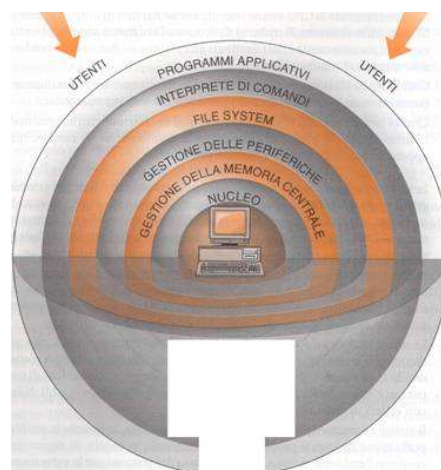 UTENTI
PROGRAMMI APPLICATIVI
UTENTI
INTERPRETE DI COMANDI
FILE SYSTEM
GESTIONE DELLE PERIFERICHE
GESTIONE DELLA MEMORIA CENTRALE
NUCLEO